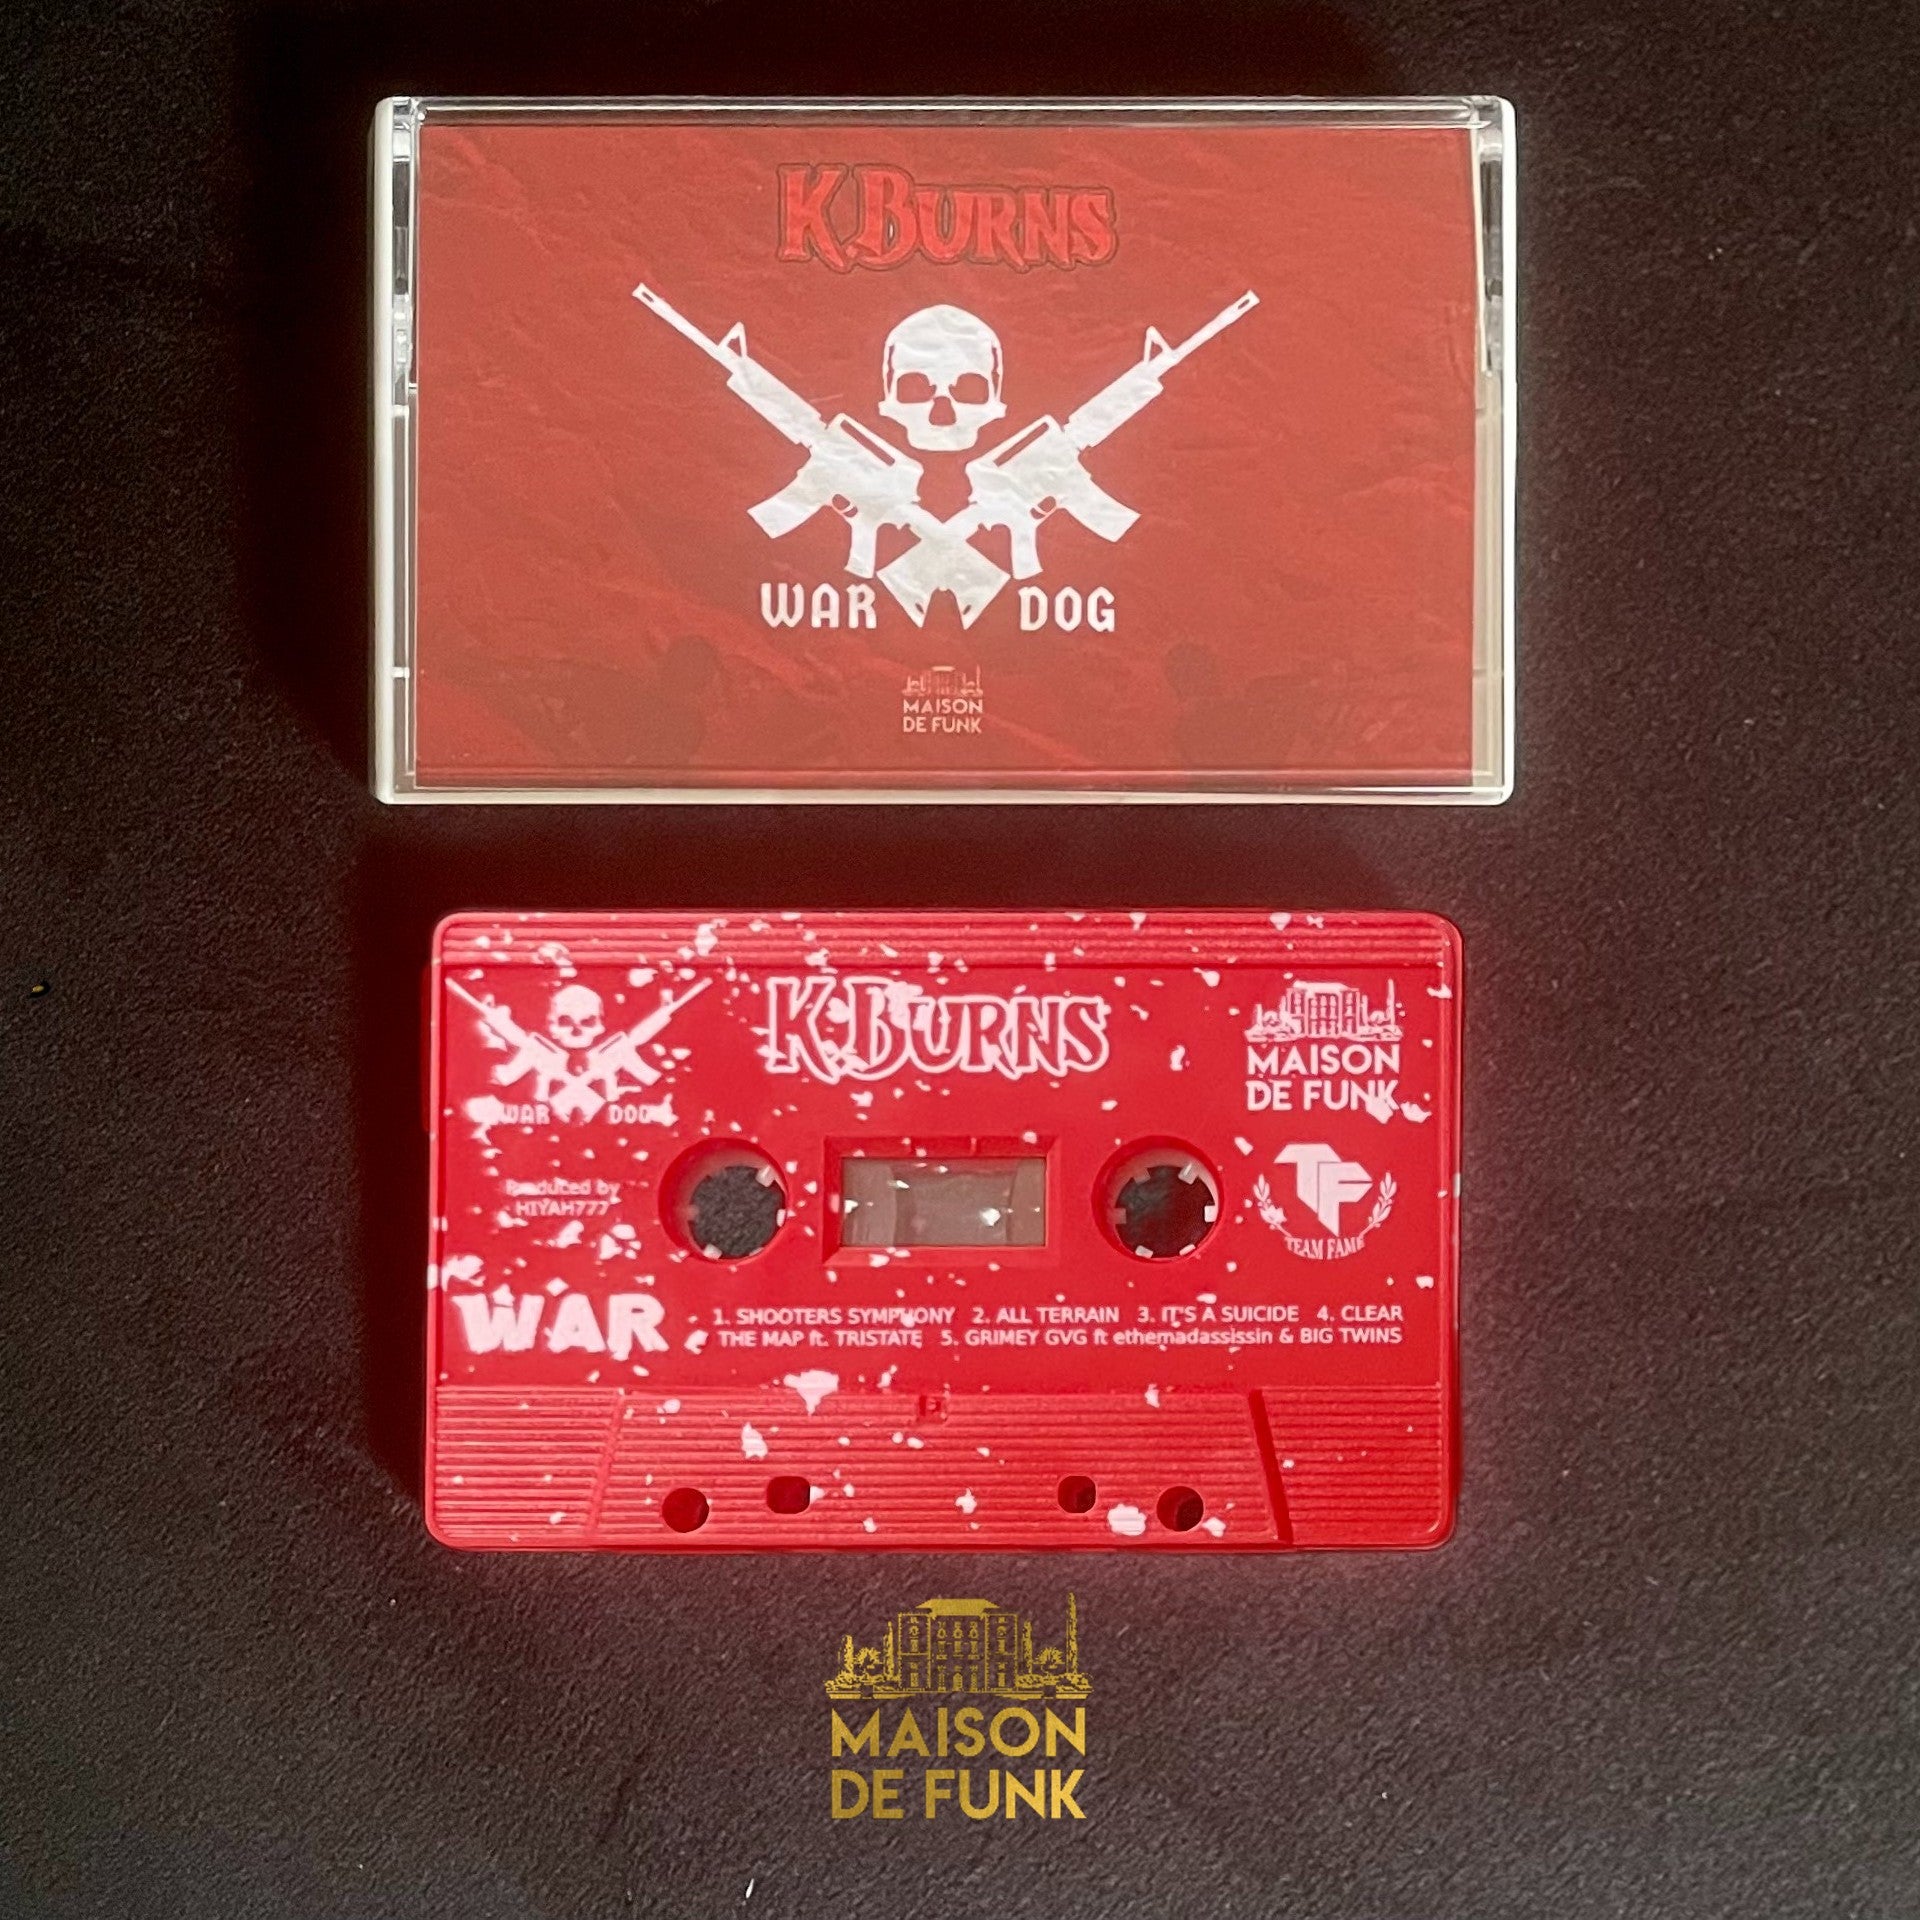 K.BURNS
WAR DOG
MAISON
DE FUNK
K.BURNS
WAR DOG
MAISON
DE FUNK
Produced by
HIYAH777
TF
TEAM FAME
WAR
1. SHOOTERS SYMPHONY 2. ALL TERRAIN 3. IT'S A SUICIDE 4. CLEAR
THE MAP ft. TRISTATE 5. GRIMEY GVG ft ethemadassissin & BIG TWINS
MAISON
DE FUNK